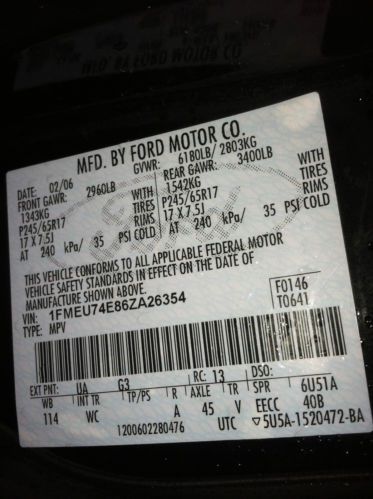 MFD. BY FORD MOTOR CO.
DATE: 02/06 GVWR: 6180LB/ 2803KG
FRONT GAWR: 2960LB REAR GAWR: 3400LB
1343KG WITH 1542KG WITH
P245/65R17 TIRES P245/65R17 TIRES
17 X 7.5J RIMS 17 X 7.5J RIMS
AT 240 kPa/ 35 PSI COLD AT 240 kPa/ 35 PSI COLD
THIS VEHICLE CONFORMS TO ALL APPLICABLE FEDERAL MOTOR
VEHICLE SAFETY STANDARDS IN EFFECT ON THE DATE OF
MANUFACTURE SHOWN ABOVE.
VIN: 1FMEU74E86ZA26354 F0146
TYPE: MPV T0641
EXT PNT: UA G3 RC: 13 DSO:
WB INT TR TP/PS R AXLE TR SPR 6U51A
114 WC A 45 V EECC 40B
1200602280476 UTC ▽5U5A-1520472-BA